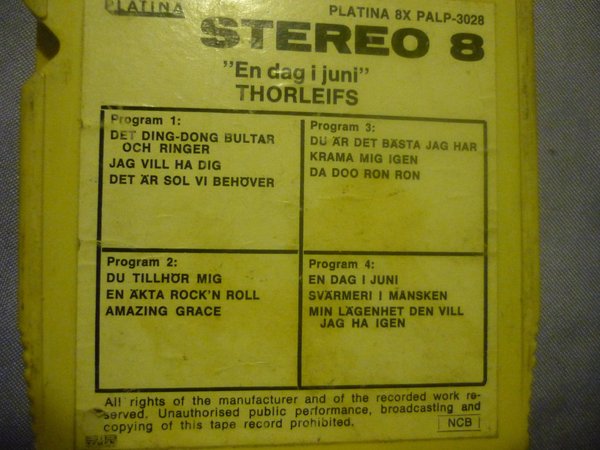 PLATINA
PLATINA 8X PALP-3028
STEREO 8
"En dag i juni"
THORLEIFS
Program 1:
DET DING-DONG BULTAR
OCH RINGER
JAG VILL HA DIG
DET ÄR SOL VI BEHÖVER
Program 2:
DU TILLHÖR MIG
EN ÄKTA ROCK'N ROLL
AMAZING GRACE
Program 3:
DU ÄR DET BÄSTA JAG HAR
KRAMA MIG IGEN
DA DOO RON RON
Program 4:
EN DAG I JUNI
SVÄRMERI I MÅNSKEN
MIN LÄGENHET DEN VILL
JAG HA IGEN
All rights of the manufacturer and of the recorded work re-
served. Unauthorised public performance, broadcasting and
copying of this tape record prohibited.
NCB